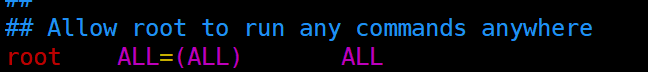 ##
## Allow root to run any commands anywhere
root    ALL=(ALL)       ALL